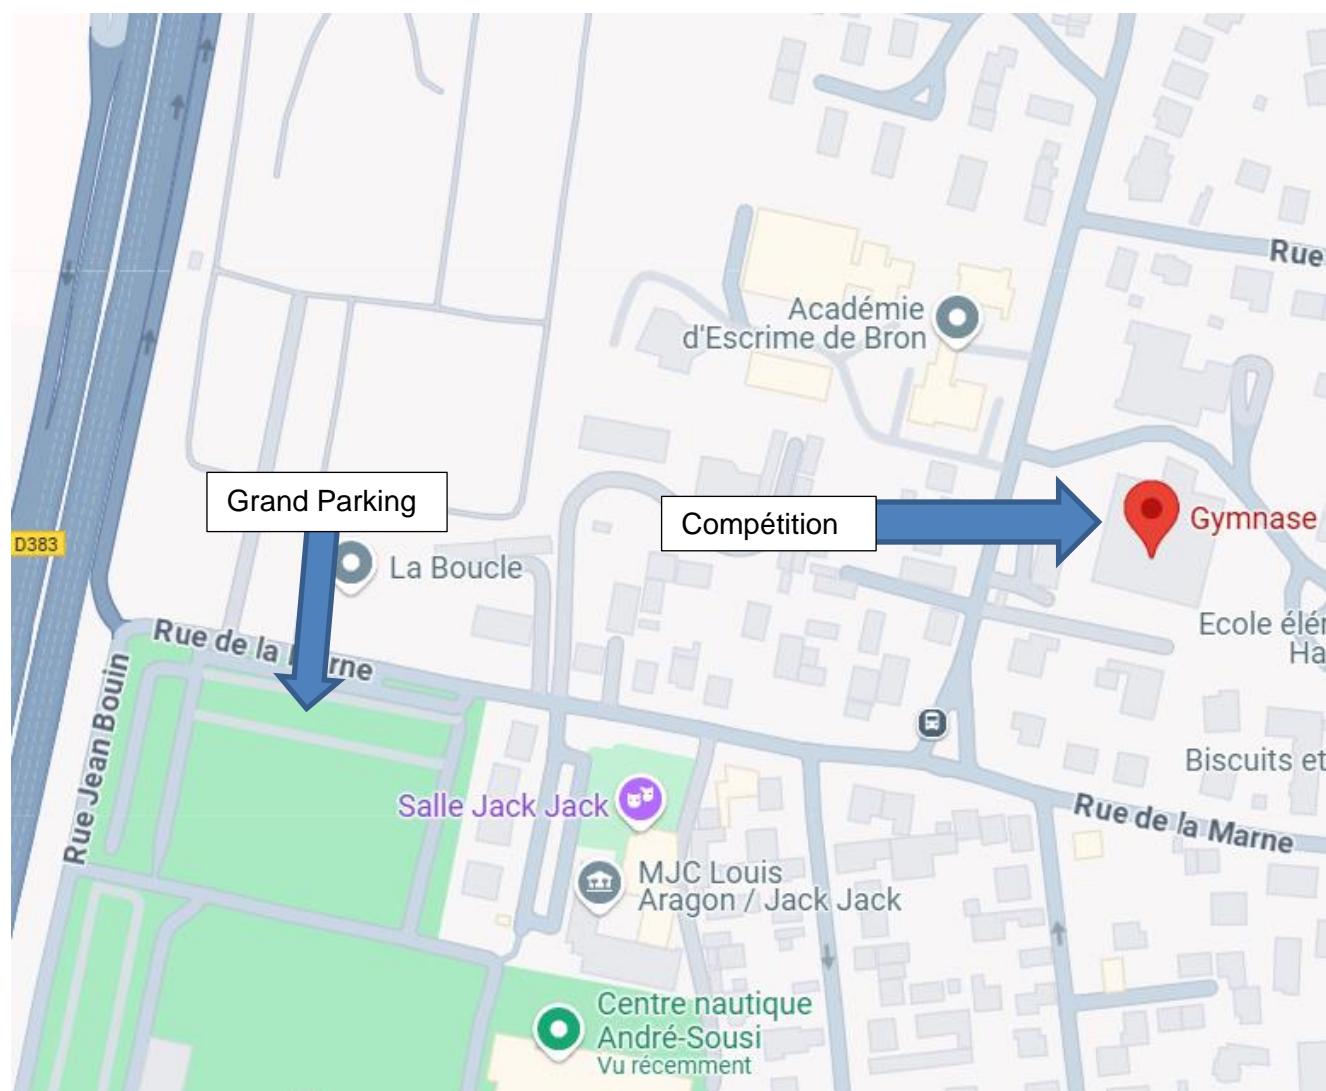 Rue
Académie
d'Escrime de Bron
Grand Parking
Compétition
Gymnase
D383
La Boucle
Ecole élér
Ha
Rue de la
rne
Rue Jean Bouin
Biscuits et
Salle Jack Jack
Rue de la Marne
MJC Louis
Aragon / Jack Jack
Centre nautique
André-Sousi
Vu récemment